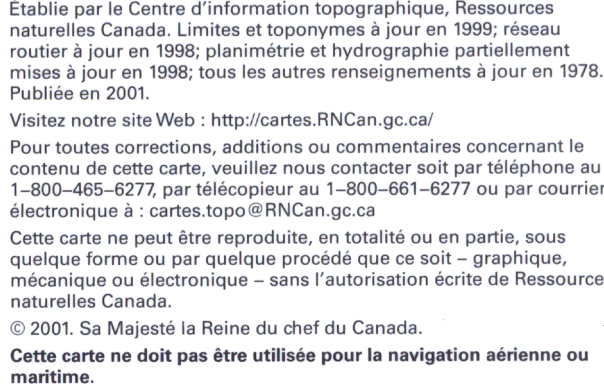 Établie par le Centre d'information topographique, Ressources
naturelles Canada. Limites et toponymes à jour en 1999; réseau
routier à jour en 1998; planimétrie et hydrographie partiellement
mises à jour en 1998; tous les autres renseignements à jour en 1978.
Publiée en 2001.
Visitez notre site Web : http://cartes.RNCan.gc.ca/
Pour toutes corrections, additions ou commentaires concernant le
contenu de cette carte, veuillez nous contacter soit par téléphone au
1–800–465–6277, par télécopieur au 1–800–661–6277 ou par courrier
électronique à : cartes.topo@RNCan.gc.ca
Cette carte ne peut être reproduite, en totalité ou en partie, sous
quelque forme ou par quelque procédé que ce soit – graphique,
mécanique ou électronique – sans l'autorisation écrite de Ressource
naturelles Canada.
© 2001. Sa Majesté la Reine du chef du Canada.
Cette carte ne doit pas être utilisée pour la navigation aérienne ou
maritime.